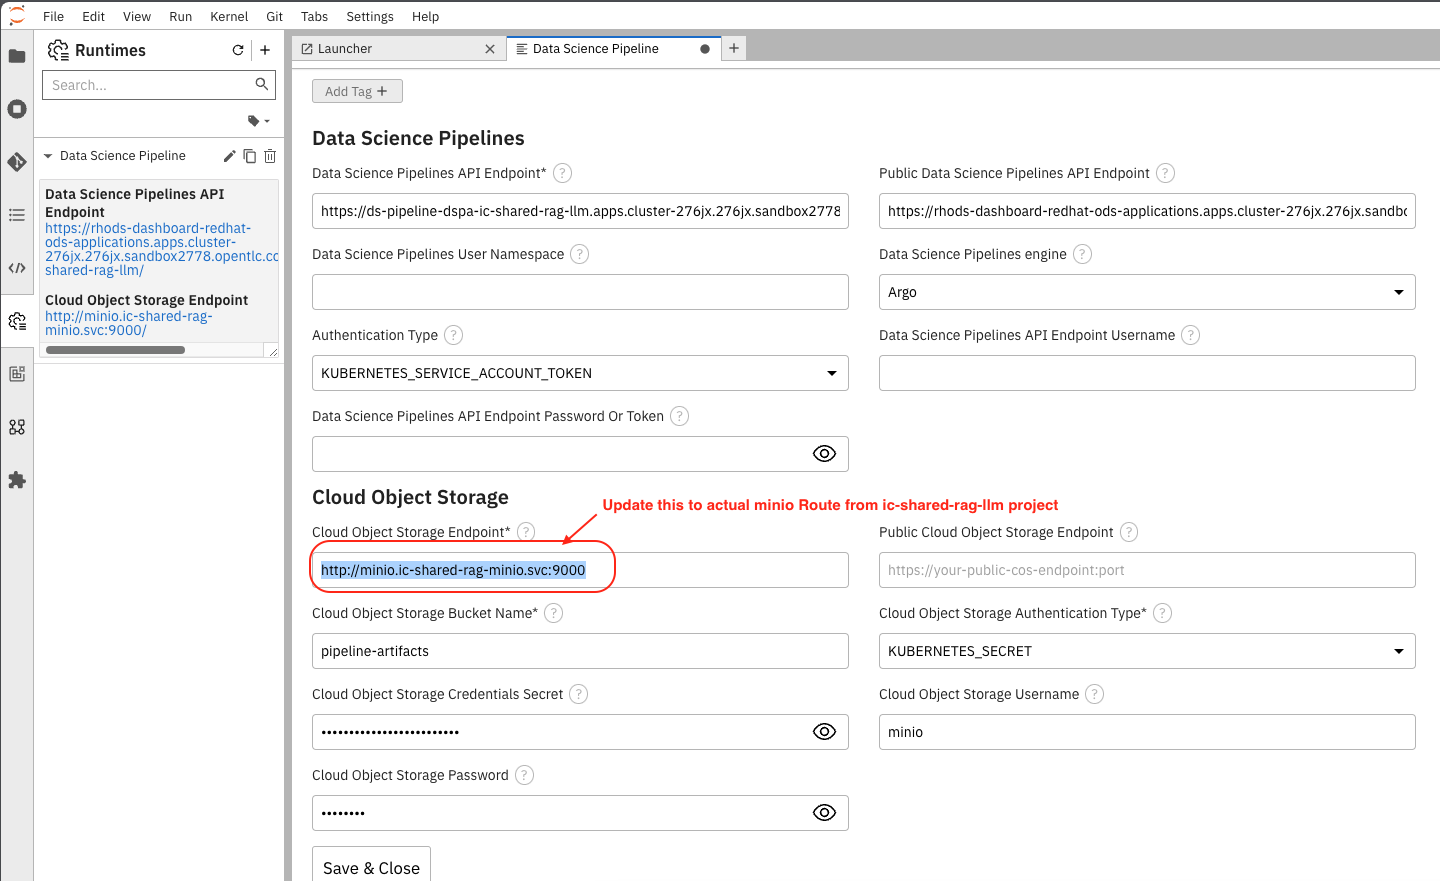 File Edit View Run Kernel Git Tabs Settings Help
Runtimes
Search...
Data Science Pipeline
Data Science Pipelines API
Endpoint
https://rhods-dashboard-redhat-
ods-applications.apps.cluster-
276jx.276jx.sandbox2778.opentlc.co
shared-rag-llm/
Cloud Object Storage Endpoint
http://minio.ic-shared-rag-
minio.svc:9000/
Launcher
Data Science Pipeline
Add Tag +
Data Science Pipelines
Data Science Pipelines API Endpoint* ?
Public Data Science Pipelines API Endpoint ?
https://ds-pipeline-dspa-ic-shared-rag-llm.apps.cluster-276jx.276jx.sandbox2778
https://rhods-dashboard-redhat-ods-applications.apps.cluster-276jx.276jx.sandbo
Data Science Pipelines User Namespace ?
Data Science Pipelines engine ?
Argo
Authentication Type ?
Data Science Pipelines API Endpoint Username ?
KUBERNETES_SERVICE_ACCOUNT_TOKEN
Data Science Pipelines API Endpoint Password Or Token ?
Cloud Object Storage
Update this to actual minio Route from ic-shared-rag-llm project
Cloud Object Storage Endpoint* ?
Public Cloud Object Storage Endpoint ?
http://minio.ic-shared-rag-minio.svc:9000
https://your-public-cos-endpoint:port
Cloud Object Storage Bucket Name* ?
Cloud Object Storage Authentication Type* ?
pipeline-artifacts
KUBERNETES_SECRET
Cloud Object Storage Credentials Secret ?
Cloud Object Storage Username ?
•••••••••••••••••••••••••
minio
Cloud Object Storage Password ?
••••••••
Save & Close